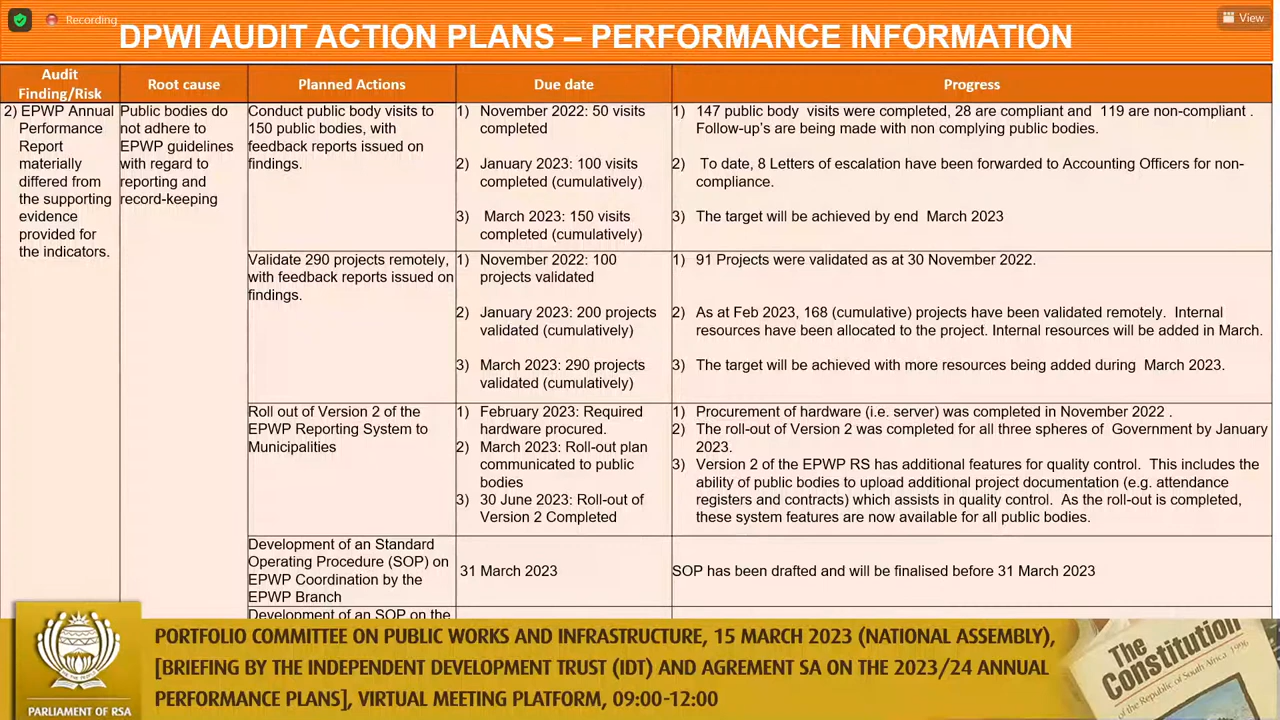 Recording
View
DPWI AUDIT ACTION PLANS – PERFORMANCE INFORMATION
Audit
Finding/Risk
Root cause
Planned Actions
Due date
Progress
2) EPWP Annual
Performance
Report
materially
differed from
the supporting
evidence
provided for
the indicators.
Public bodies do
not adhere to
EPWP guidelines
with regard to
reporting and
record-keeping
Conduct public body visits to
150 public bodies, with
feedback reports issued on
findings.
1) November 2022: 50 visits
completed
2) January 2023: 100 visits
completed (cumulatively)
3) March 2023: 150 visits
completed (cumulatively)
1) 147 public body visits were completed, 28 are compliant and 119 are non-compliant .
Follow-up's are being made with non complying public bodies.
2) To date, 8 Letters of escalation have been forwarded to Accounting Officers for non-
compliance.
3) The target will be achieved by end March 2023
Validate 290 projects remotely,
with feedback reports issued on
findings.
1) November 2022: 100
projects validated
2) January 2023: 200 projects
validated (cumulatively)
3) March 2023: 290 projects
validated (cumulatively)
1) 91 Projects were validated as at 30 November 2022.
2) As at Feb 2023, 168 (cumulative) projects have been validated remotely. Internal
resources have been allocated to the project. Internal resources will be added in March.
3) The target will be achieved with more resources being added during March 2023.
Roll out of Version 2 of the
EPWP Reporting System to
Municipalities
1) February 2023: Required
hardware procured.
2) March 2023: Roll-out plan
communicated to public
bodies
3) 30 June 2023: Roll-out of
Version 2 Completed
1) Procurement of hardware (i.e. server) was completed in November 2022 .
2) The roll-out of Version 2 was completed for all three spheres of Government by January
2023.
3) Version 2 of the EPWP RS has additional features for quality control. This includes the
ability of public bodies to upload additional project documentation (e.g. attendance
registers and contracts) which assists in quality control. As the roll-out is completed,
these system features are now available for all public bodies.
Development of an Standard
Operating Procedure (SOP) on
EPWP Coordination by the
EPWP Branch
31 March 2023
SOP has been drafted and will be finalised before 31 March 2023
Development of an SOP on the
PORTFOLIO COMMITTEE ON PUBLIC WORKS AND INFRASTRUCTURE, 15 MARCH 2023 (NATIONAL ASSEMBLY),
[BRIEFING BY THE INDEPENDENT DEVELOPMENT TRUST (IDT) AND AGREMENT SA ON THE 2023/24 ANNUAL
PERFORMANCE PLANS], VIRTUAL MEETING PLATFORM, 09:00-12:00
PARLIAMENT OF RSA
The
Constitution
of the Republic of South Africa, 1996